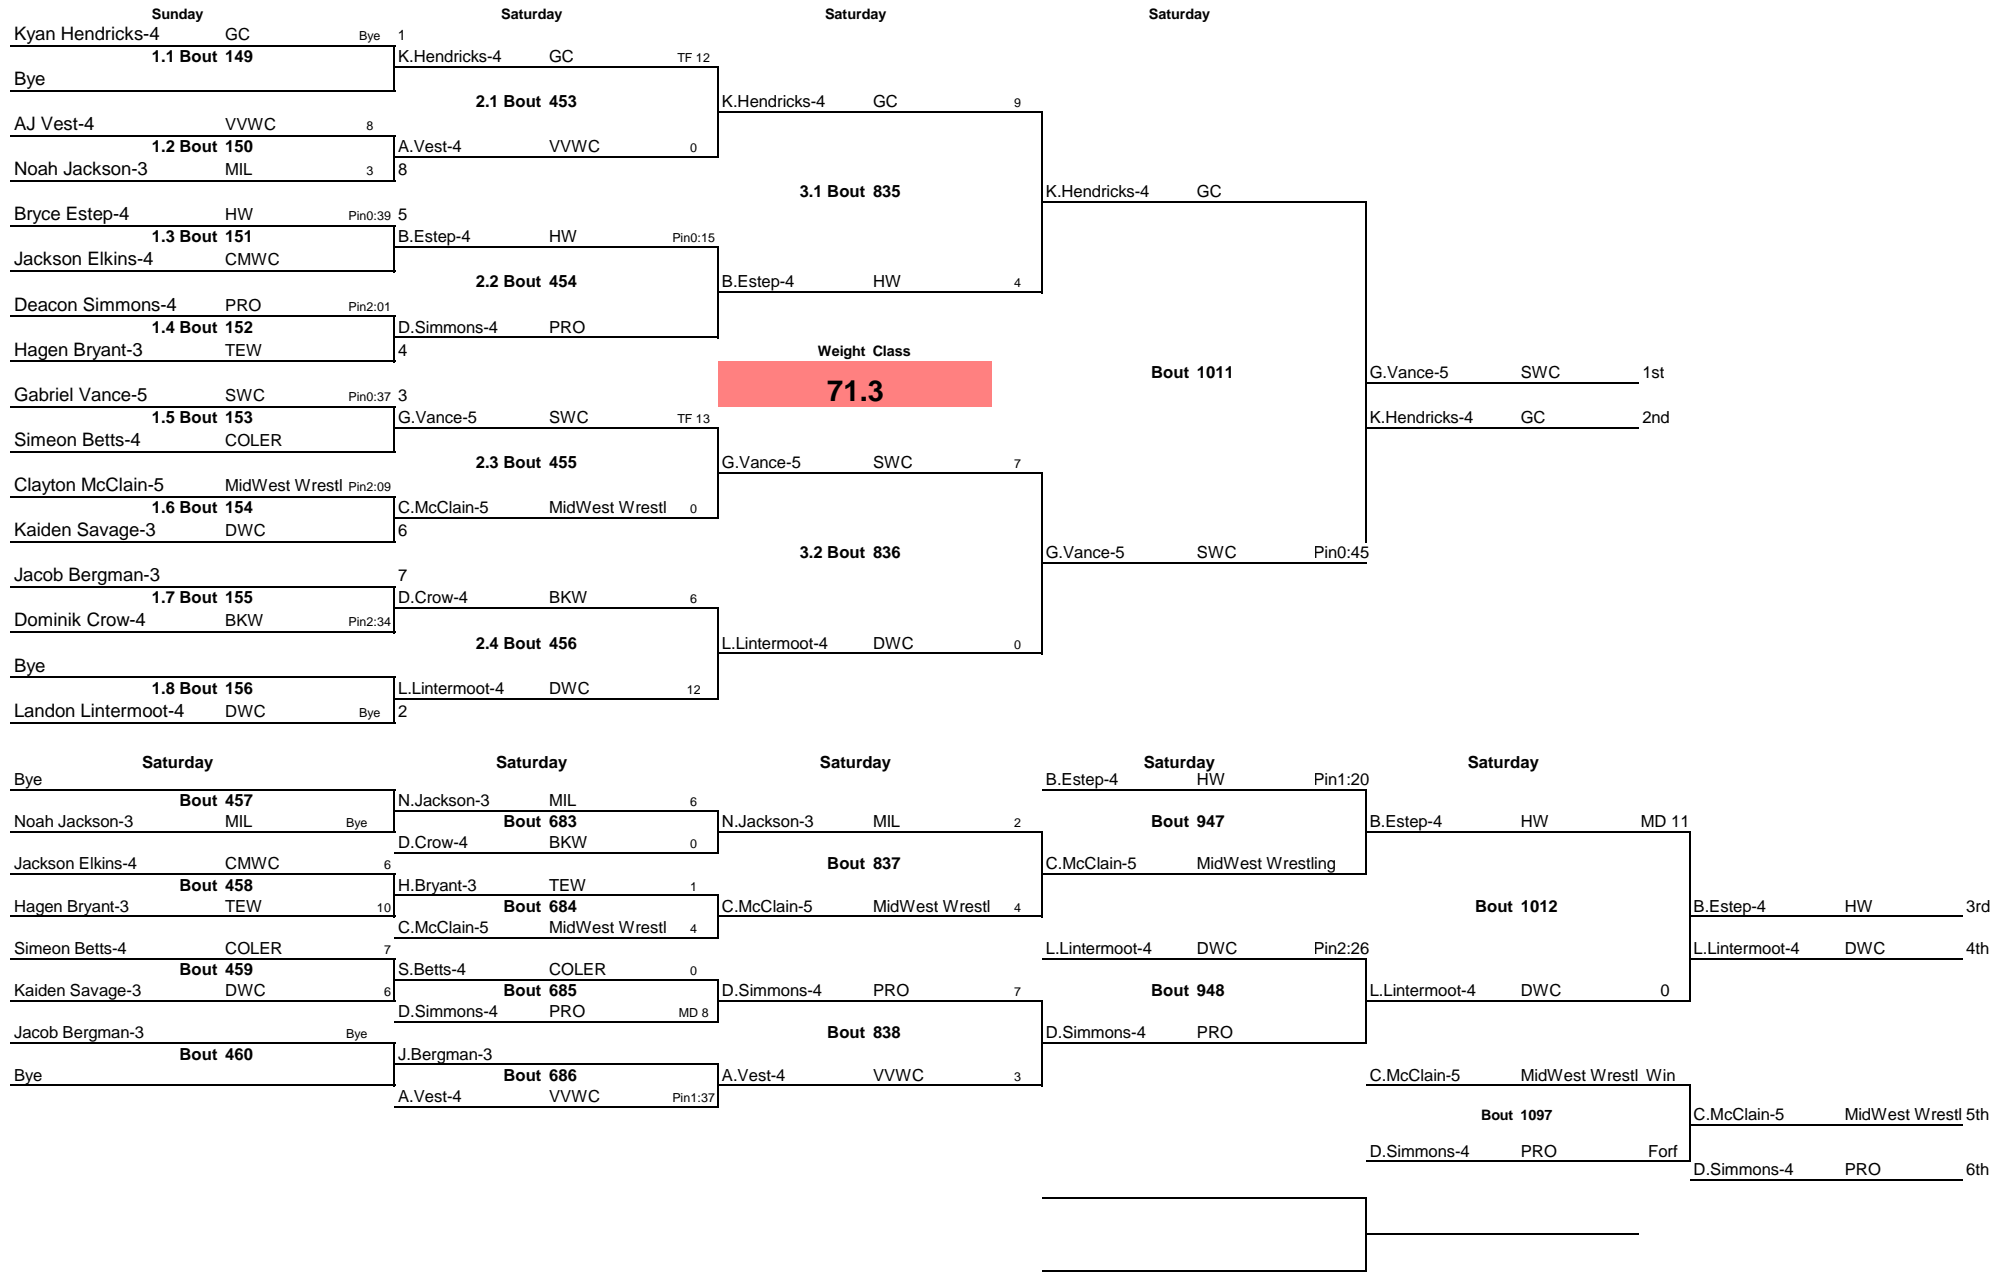 Sunday Saturday Saturday Saturday
Kyan Hendricks-4 GC Bye 1
1.1 Bout 149 K.Hendricks-4 GC TF 12
Bye
2.1 Bout 453 K.Hendricks-4 GC 9
AJ Vest-4 VVWC 8
1.2 Bout 150 A.Vest-4 VVWC 0
Noah Jackson-3 MIL 3 8
3.1 Bout 835 K.Hendricks-4 GC
Bryce Estep-4 HW Pin0:39 5
1.3 Bout 151 B.Estep-4 HW Pin0:15
Jackson Elkins-4 CMWC
2.2 Bout 454 B.Estep-4 HW 4
Deacon Simmons-4 PRO Pin2:01
1.4 Bout 152 D.Simmons-4 PRO
Hagen Bryant-3 TEW 4 Weight Class
Bout 1011 G.Vance-5 SWC 1st
71.3
Gabriel Vance-5 SWC Pin0:37 3
1.5 Bout 153 G.Vance-5 SWC TF 13 K.Hendricks-4 GC 2nd
Simeon Betts-4 COLER
2.3 Bout 455 G.Vance-5 SWC 7
Clayton McClain-5 MidWest Wrestl Pin2:09
1.6 Bout 154 C.McClain-5 MidWest Wrestl 0
Kaiden Savage-3 DWC 6
3.2 Bout 836 G.Vance-5 SWC Pin0:45
Jacob Bergman-3 7
1.7 Bout 155 D.Crow-4 BKW 6
Dominik Crow-4 BKW Pin2:34
2.4 Bout 456 L.Lintermoot-4 DWC 0
Bye
1.8 Bout 156 L.Lintermoot-4 DWC 12
Landon Lintermoot-4 DWC Bye 2
Saturday Saturday Saturday Saturday Saturday
Bye B.Estep-4 HW Pin1:20
Bout 457 N.Jackson-3 MIL 6
Noah Jackson-3 MIL Bye Bout 683 N.Jackson-3 MIL 2 Bout 947 B.Estep-4 HW MD 11
D.Crow-4 BKW 0
Jackson Elkins-4 CMWC 6 Bout 837 C.McClain-5 MidWest Wrestling
Bout 458 H.Bryant-3 TEW 1
Hagen Bryant-3 TEW 10 Bout 684 C.McClain-5 MidWest Wrestl 4 Bout 1012 B.Estep-4 HW 3rd
C.McClain-5 MidWest Wrestl 4
Simeon Betts-4 COLER 7 L.Lintermoot-4 DWC Pin2:26 L.Lintermoot-4 DWC 4th
Bout 459 S.Betts-4 COLER 0
Kaiden Savage-3 DWC 6 Bout 685 D.Simmons-4 PRO 7 Bout 948 L.Lintermoot-4 DWC 0
D.Simmons-4 PRO MD 8
Jacob Bergman-3 Bye Bout 838 D.Simmons-4 PRO
Bout 460 J.Bergman-3
Bye Bout 686 A.Vest-4 VVWC 3 C.McClain-5 MidWest Wrestl Win
A.Vest-4 VVWC Pin1:37
Bout 1097 C.McClain-5 MidWest Wrestl 5th
D.Simmons-4 PRO Forf
D.Simmons-4 PRO 6th